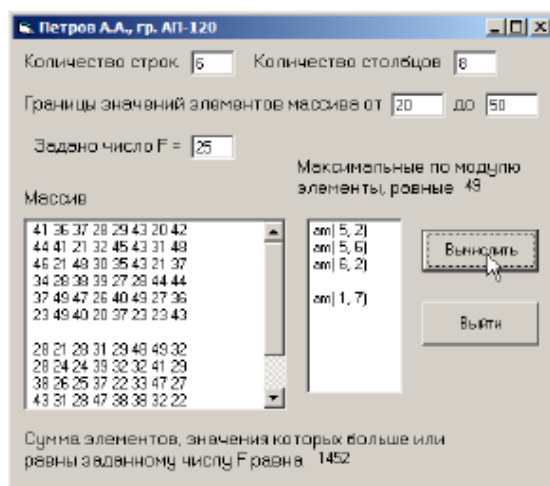 Петров А.А., гр. АП-120
Количество строк 6 Количество столбцов 8
Границы значений элементов массива от 20 до 50
Задано число F = 25
Максимальные по модулю
элементы, равные 49
Массив
41 36 37 28 29 43 20 42
44 41 21 32 45 43 31 48
46 21 48 30 35 43 21 37
34 28 38 39 27 28 44 44
37 49 47 26 40 49 27 36
23 49 40 20 37 23 23 43
28 21 28 31 29 48 49 32
28 24 24 39 32 32 41 29
38 26 25 37 22 33 47 27
43 31 28 47 38 38 32 22
am( 5, 2)
am( 5, 6)
am( 6, 2)
am( 1, 7)
Вычислить
Выйти
Сумма элементов, значения которых больше или
равны заданному числу F равна 1452